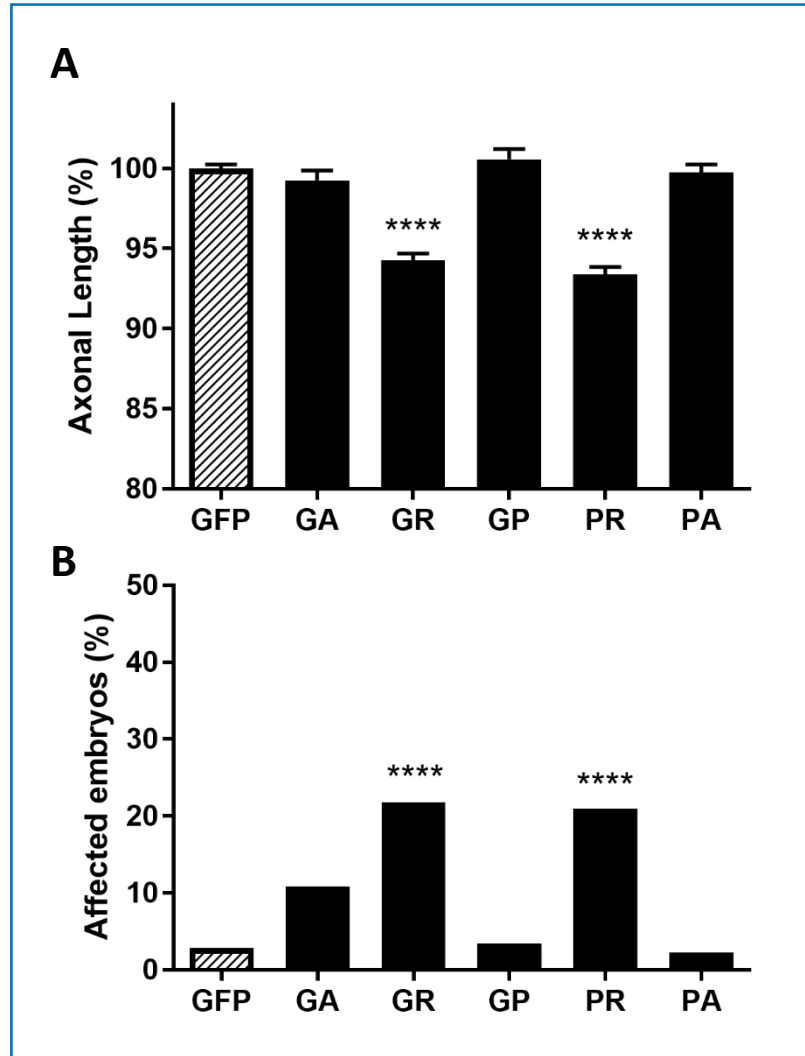 A
Axonal Length (%)
100
95
90
85
80
****
****
GFP GA GR GP PR PA
B
Affected embryos (%)
50
40
30
20
10
0
****
****
GFP GA GR GP PR PA